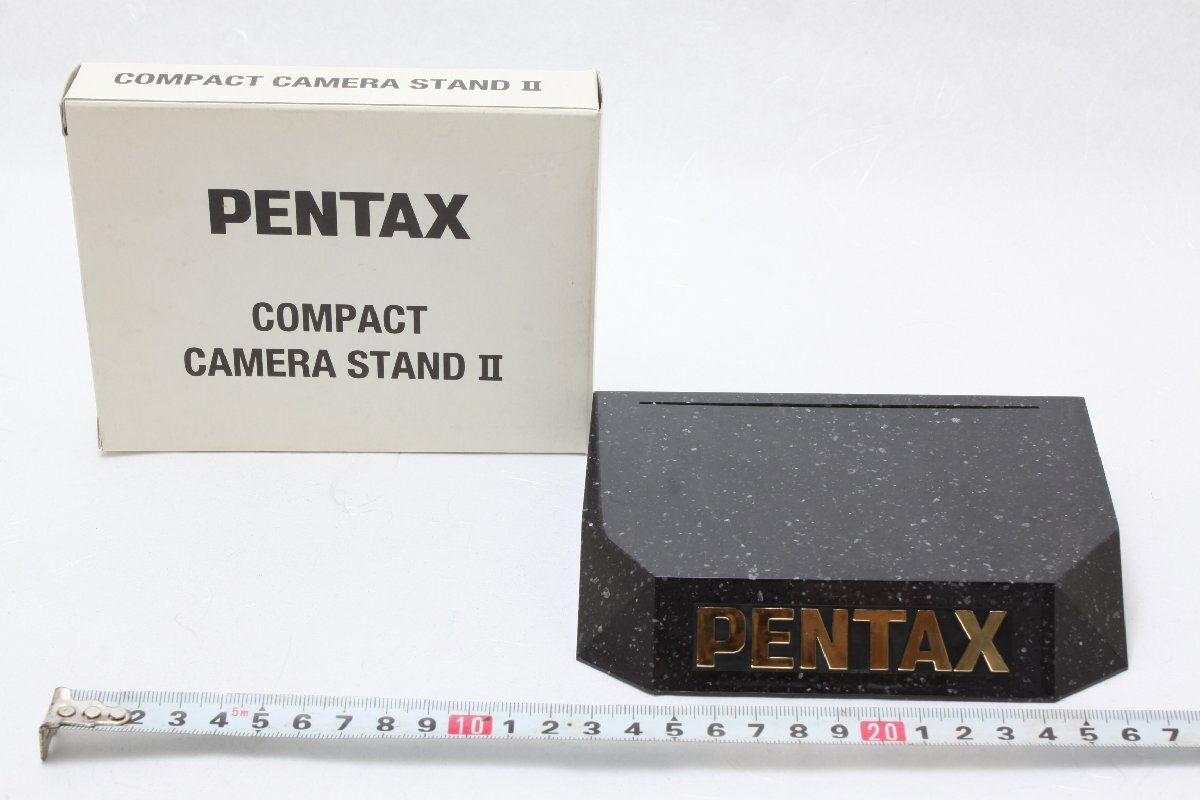 COMPACT CAMERA STAND II
PENTAX
COMPACT
CAMERA STAND II
PENTAX
2 3 4 5m 5 6 7 8 9 10 1 2 3 4 5 6 7 8 9 20 1 2 3 4 5 6 7